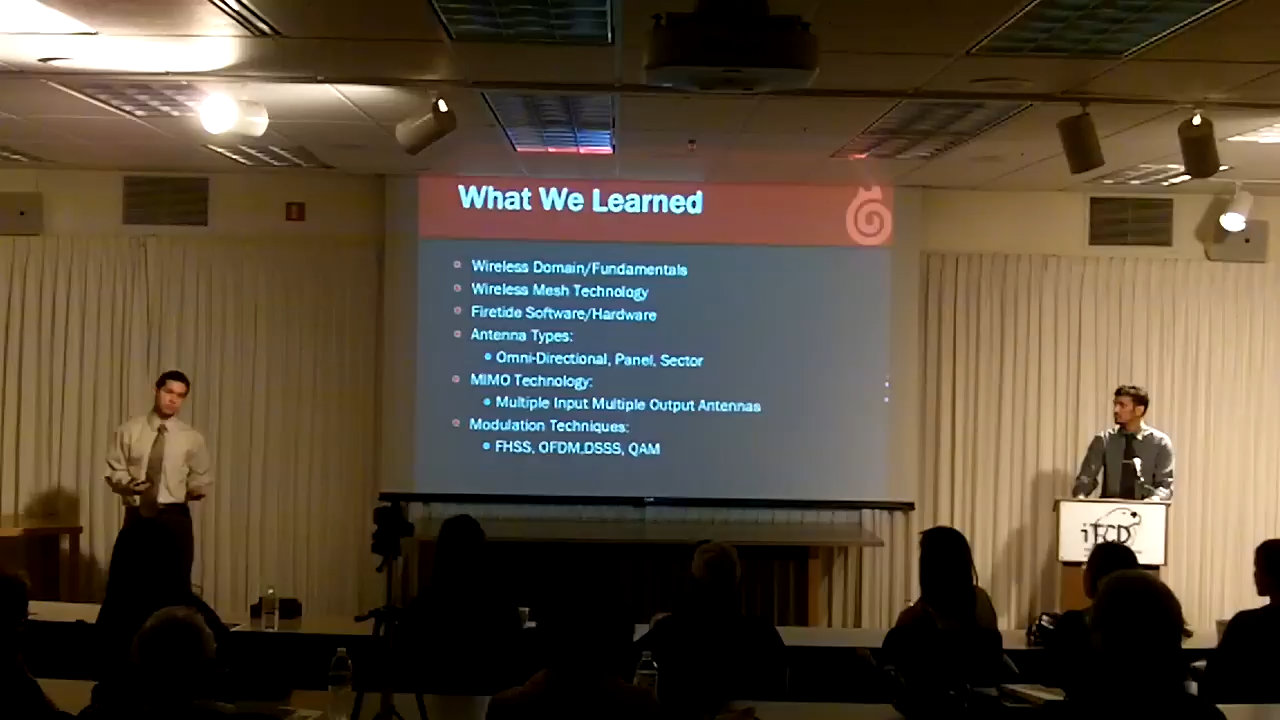 What We Learned
Wireless Domain/Fundamentals
Wireless Mesh Technology
Firetide Software/Hardware
Antenna Types:
Omni-Directional, Panel, Sector
MIMO Technology:
Multiple Input Multiple Output Antennas
Modulation Techniques:
FHSS, OFDM,DSSS, QAM
iTCD